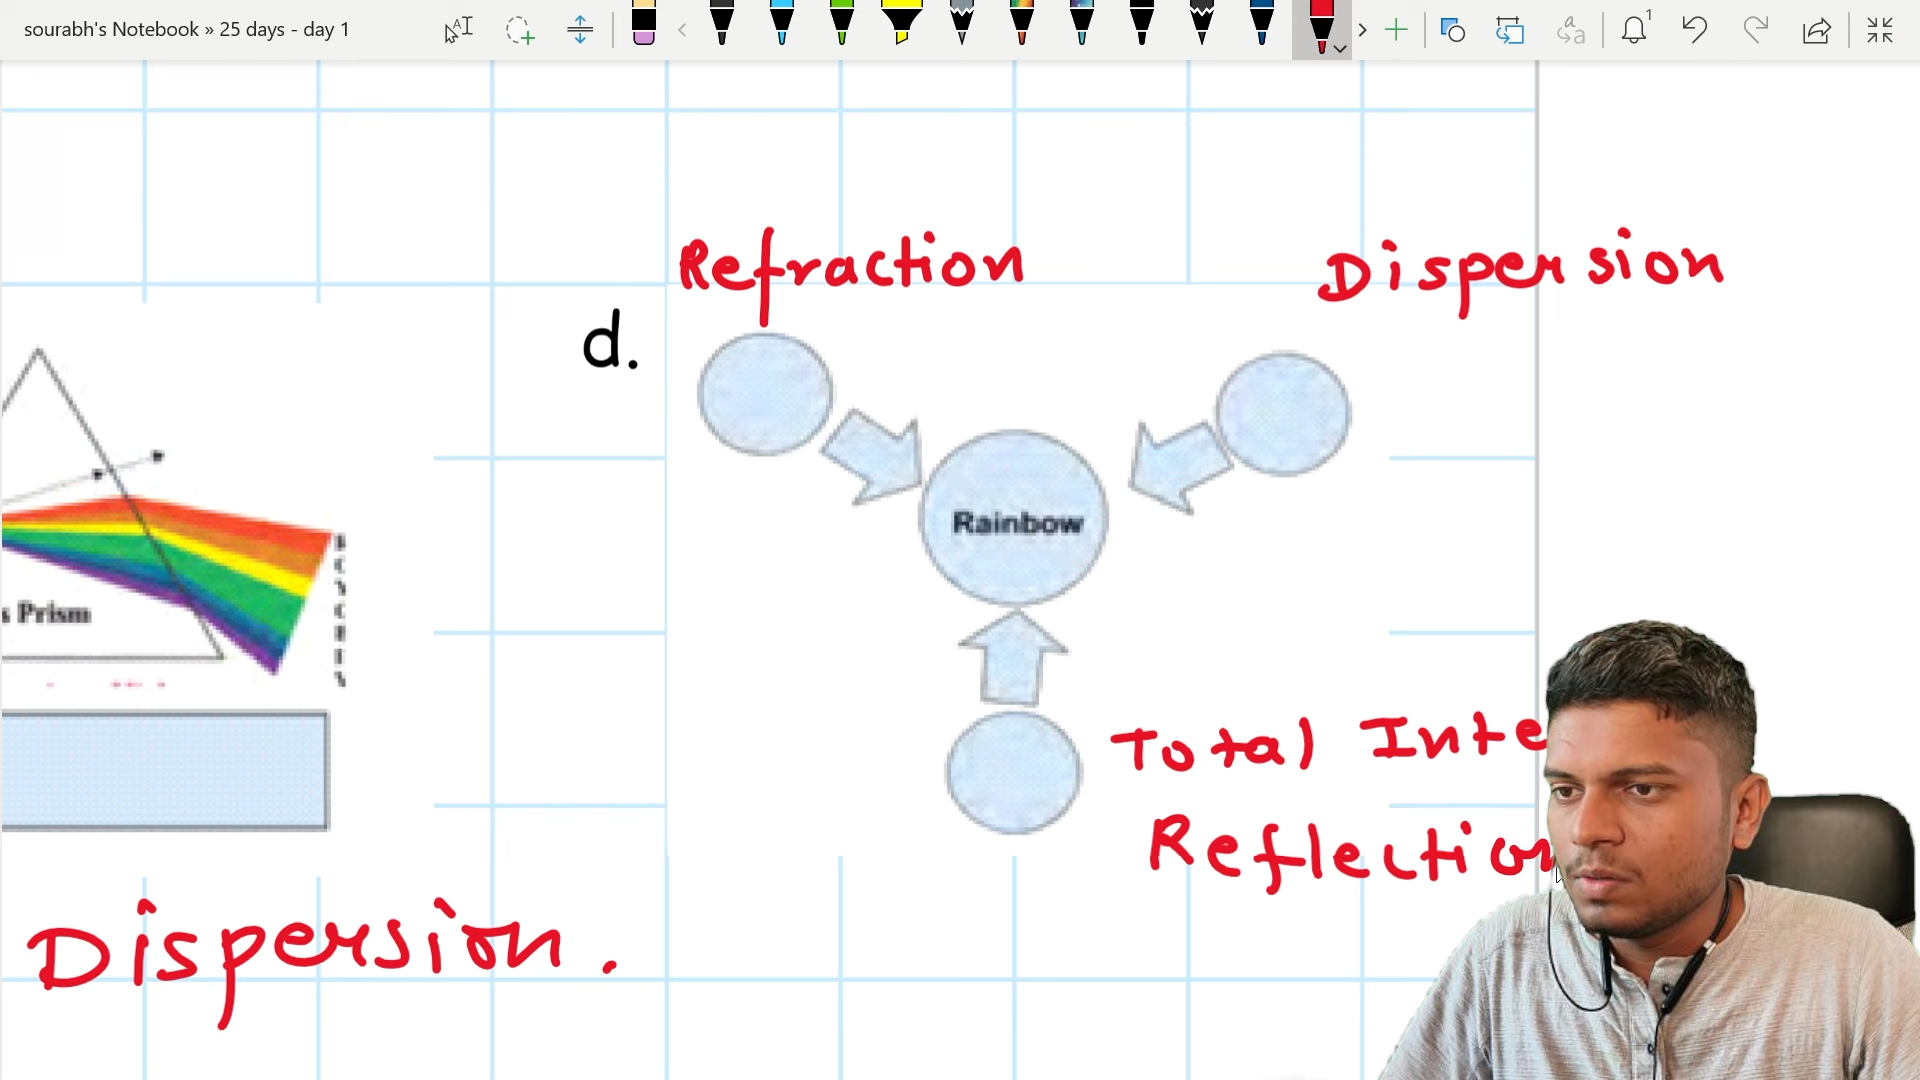 sourabh's Notebook » 25 days - day 1
Refraction
Dispersion
d.
Rainbow
s Prism
Total Inte
Reflection
Dispersion.